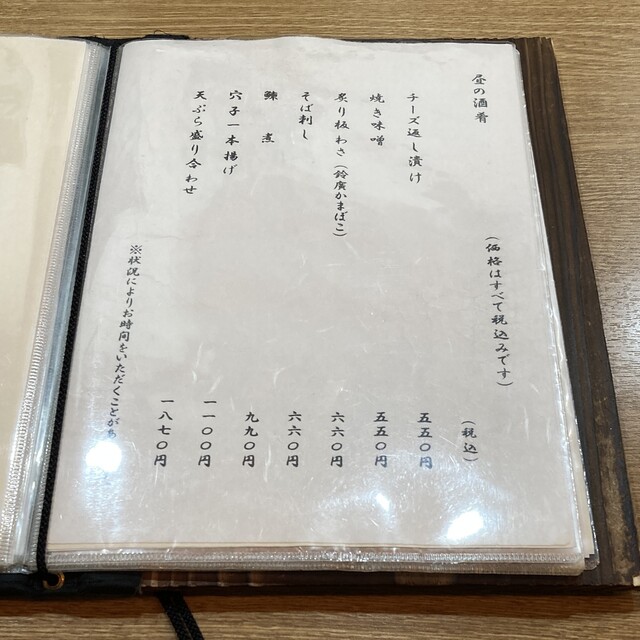 昼の酒肴
(価格はすべて税込みです)
(税込)
チーズ返し漬け 五五〇円
焼き味噌 五五〇円
炙り板わさ(鈴廣かまぼこ) 六六〇円
そば刺し 六六〇円
鰊煮 九九〇円
穴子一本揚げ 一一〇〇円
天ぷら盛り合わせ 一八七〇円
※状況によりお時間をいただくことがあ